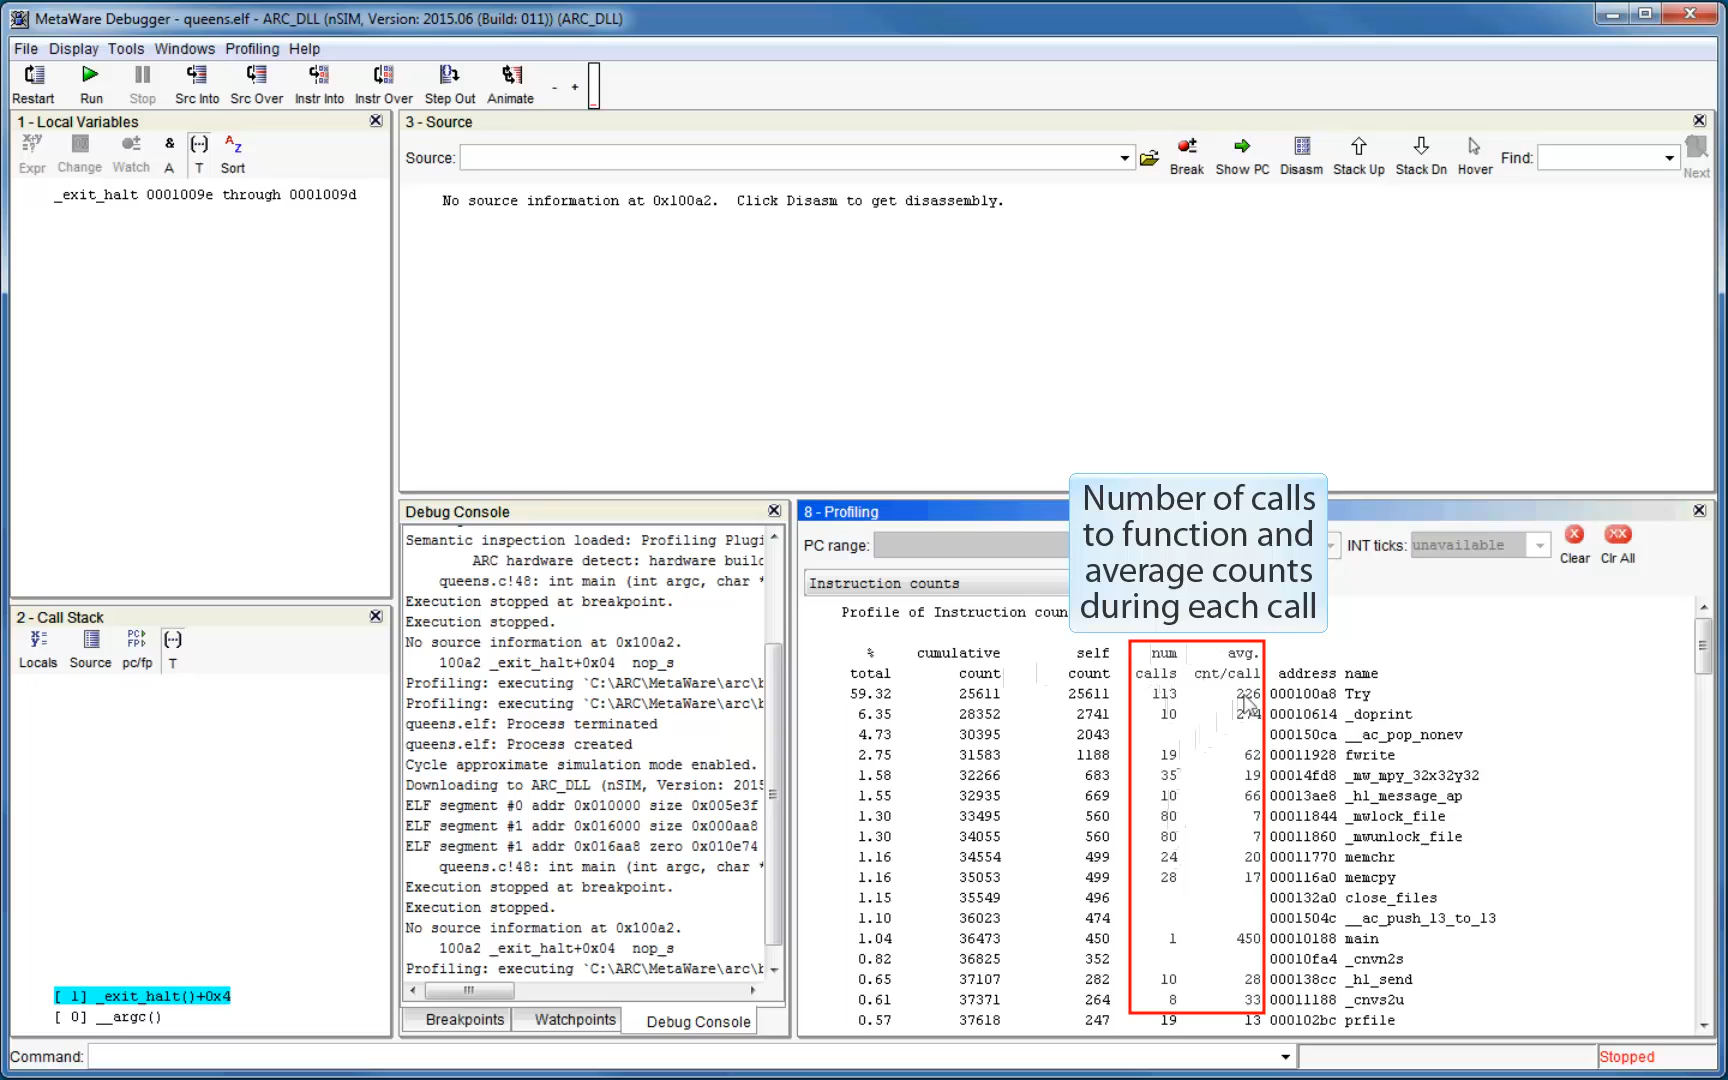 MetaWare Debugger - queens.elf - ARC_DLL (nSIM, Version: 2015.06 (Build: 011)) (ARC_DLL)
File Display Tools Windows Profiling Help
Restart Run Stop Src Into Src Over Instr Into Instr Over Step Out Animate - +
1 - Local Variables
Expr Change Watch A T Sort
_exit_halt 0001009e through 0001009d
3 - Source
Source: Break Show PC Disasm Stack Up Stack Dn Hover Find: Next
No source information at 0x100a2. Click Disasm to get disassembly.
2 - Call Stack
Locals Source pc/fp T
[ 1] _exit_halt()+0x4
[ 0] __argc()
Debug Console
Semantic inspection loaded: Profiling Plugi
ARC hardware detect: hardware build
queens.c!48: int main (int argc, char *
Execution stopped at breakpoint.
Execution stopped.
No source information at 0x100a2.
100a2 _exit_halt+0x04 nop_s
Profiling: executing `C:\ARC\MetaWare\arc\b
Profiling: executing `C:\ARC\MetaWare\arc\b
queens.elf: Process terminated
queens.elf: Process created
Cycle approximate simulation mode enabled.
Downloading to ARC_DLL (nSIM, Version: 2015
ELF segment #0 addr 0x010000 size 0x005e3f
ELF segment #1 addr 0x016000 size 0x000aa8
ELF segment #1 addr 0x016aa8 zero 0x010e74
queens.c!48: int main (int argc, char *
Execution stopped at breakpoint.
Execution stopped.
No source information at 0x100a2.
100a2 _exit_halt+0x04 nop_s
Profiling: executing `C:\ARC\MetaWare\arc\b
Breakpoints Watchpoints Debug Console
8 - Profiling
PC range: INT ticks: unavailable Clear Clr All
Instruction counts
Number of calls
to function and
average counts
during each call
Profile of Instruction coun
% cumulative self num avg.
total count count calls cnt/call address name
59.32 25611 25611 113 226 000100a8 Try
6.35 28352 2741 10 274 00010614 _doprint
4.73 30395 2043 000150ca __ac_pop_nonev
2.75 31583 1188 19 62 00011928 fwrite
1.58 32266 683 35 19 00014fd8 _mw_mpy_32x32y32
1.55 32935 669 10 66 00013ae8 _hl_message_ap
1.30 33495 560 80 7 00011844 _mwlock_file
1.30 34055 560 80 7 00011860 _mwunlock_file
1.16 34554 499 24 20 00011770 memchr
1.16 35053 499 28 17 000116a0 memcpy
1.15 35549 496 000132a0 close_files
1.10 36023 474 0001504c __ac_push_13_to_13
1.04 36473 450 1 450 00010188 main
0.82 36825 352 00010fa4 _cnvn2s
0.65 37107 282 10 28 000138cc _hl_send
0.61 37371 264 8 33 00011188 _cnvs2u
0.57 37618 247 19 13 000102bc prfile
Command: Stopped